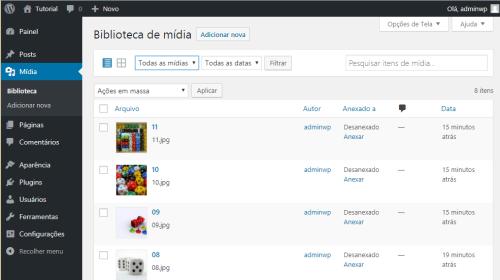 Tutorial 0 + Novo Olá, adminwp
Painel
Posts
Mídia
Biblioteca
Adicionar nova
Páginas
Comentários
Aparência
Plugins
Usuários
Ferramentas
Configurações
Recolher menu
Opções de Tela Ajuda
Biblioteca de mídia Adicionar nova
Todas as mídias Todas as datas Filtrar Pesquisar itens de mídia...
Ações em massa Aplicar 8 itens
Arquivo Autor Anexado a Data
11 adminwp Desanexado — 15 minutos
11.jpg Anexar atrás
10 adminwp Desanexado — 15 minutos
10.jpg Anexar atrás
09 adminwp Desanexado — 15 minutos
09.jpg Anexar atrás
08 adminwp Desanexado — 19 minutos
08.jpg Anexar atrás